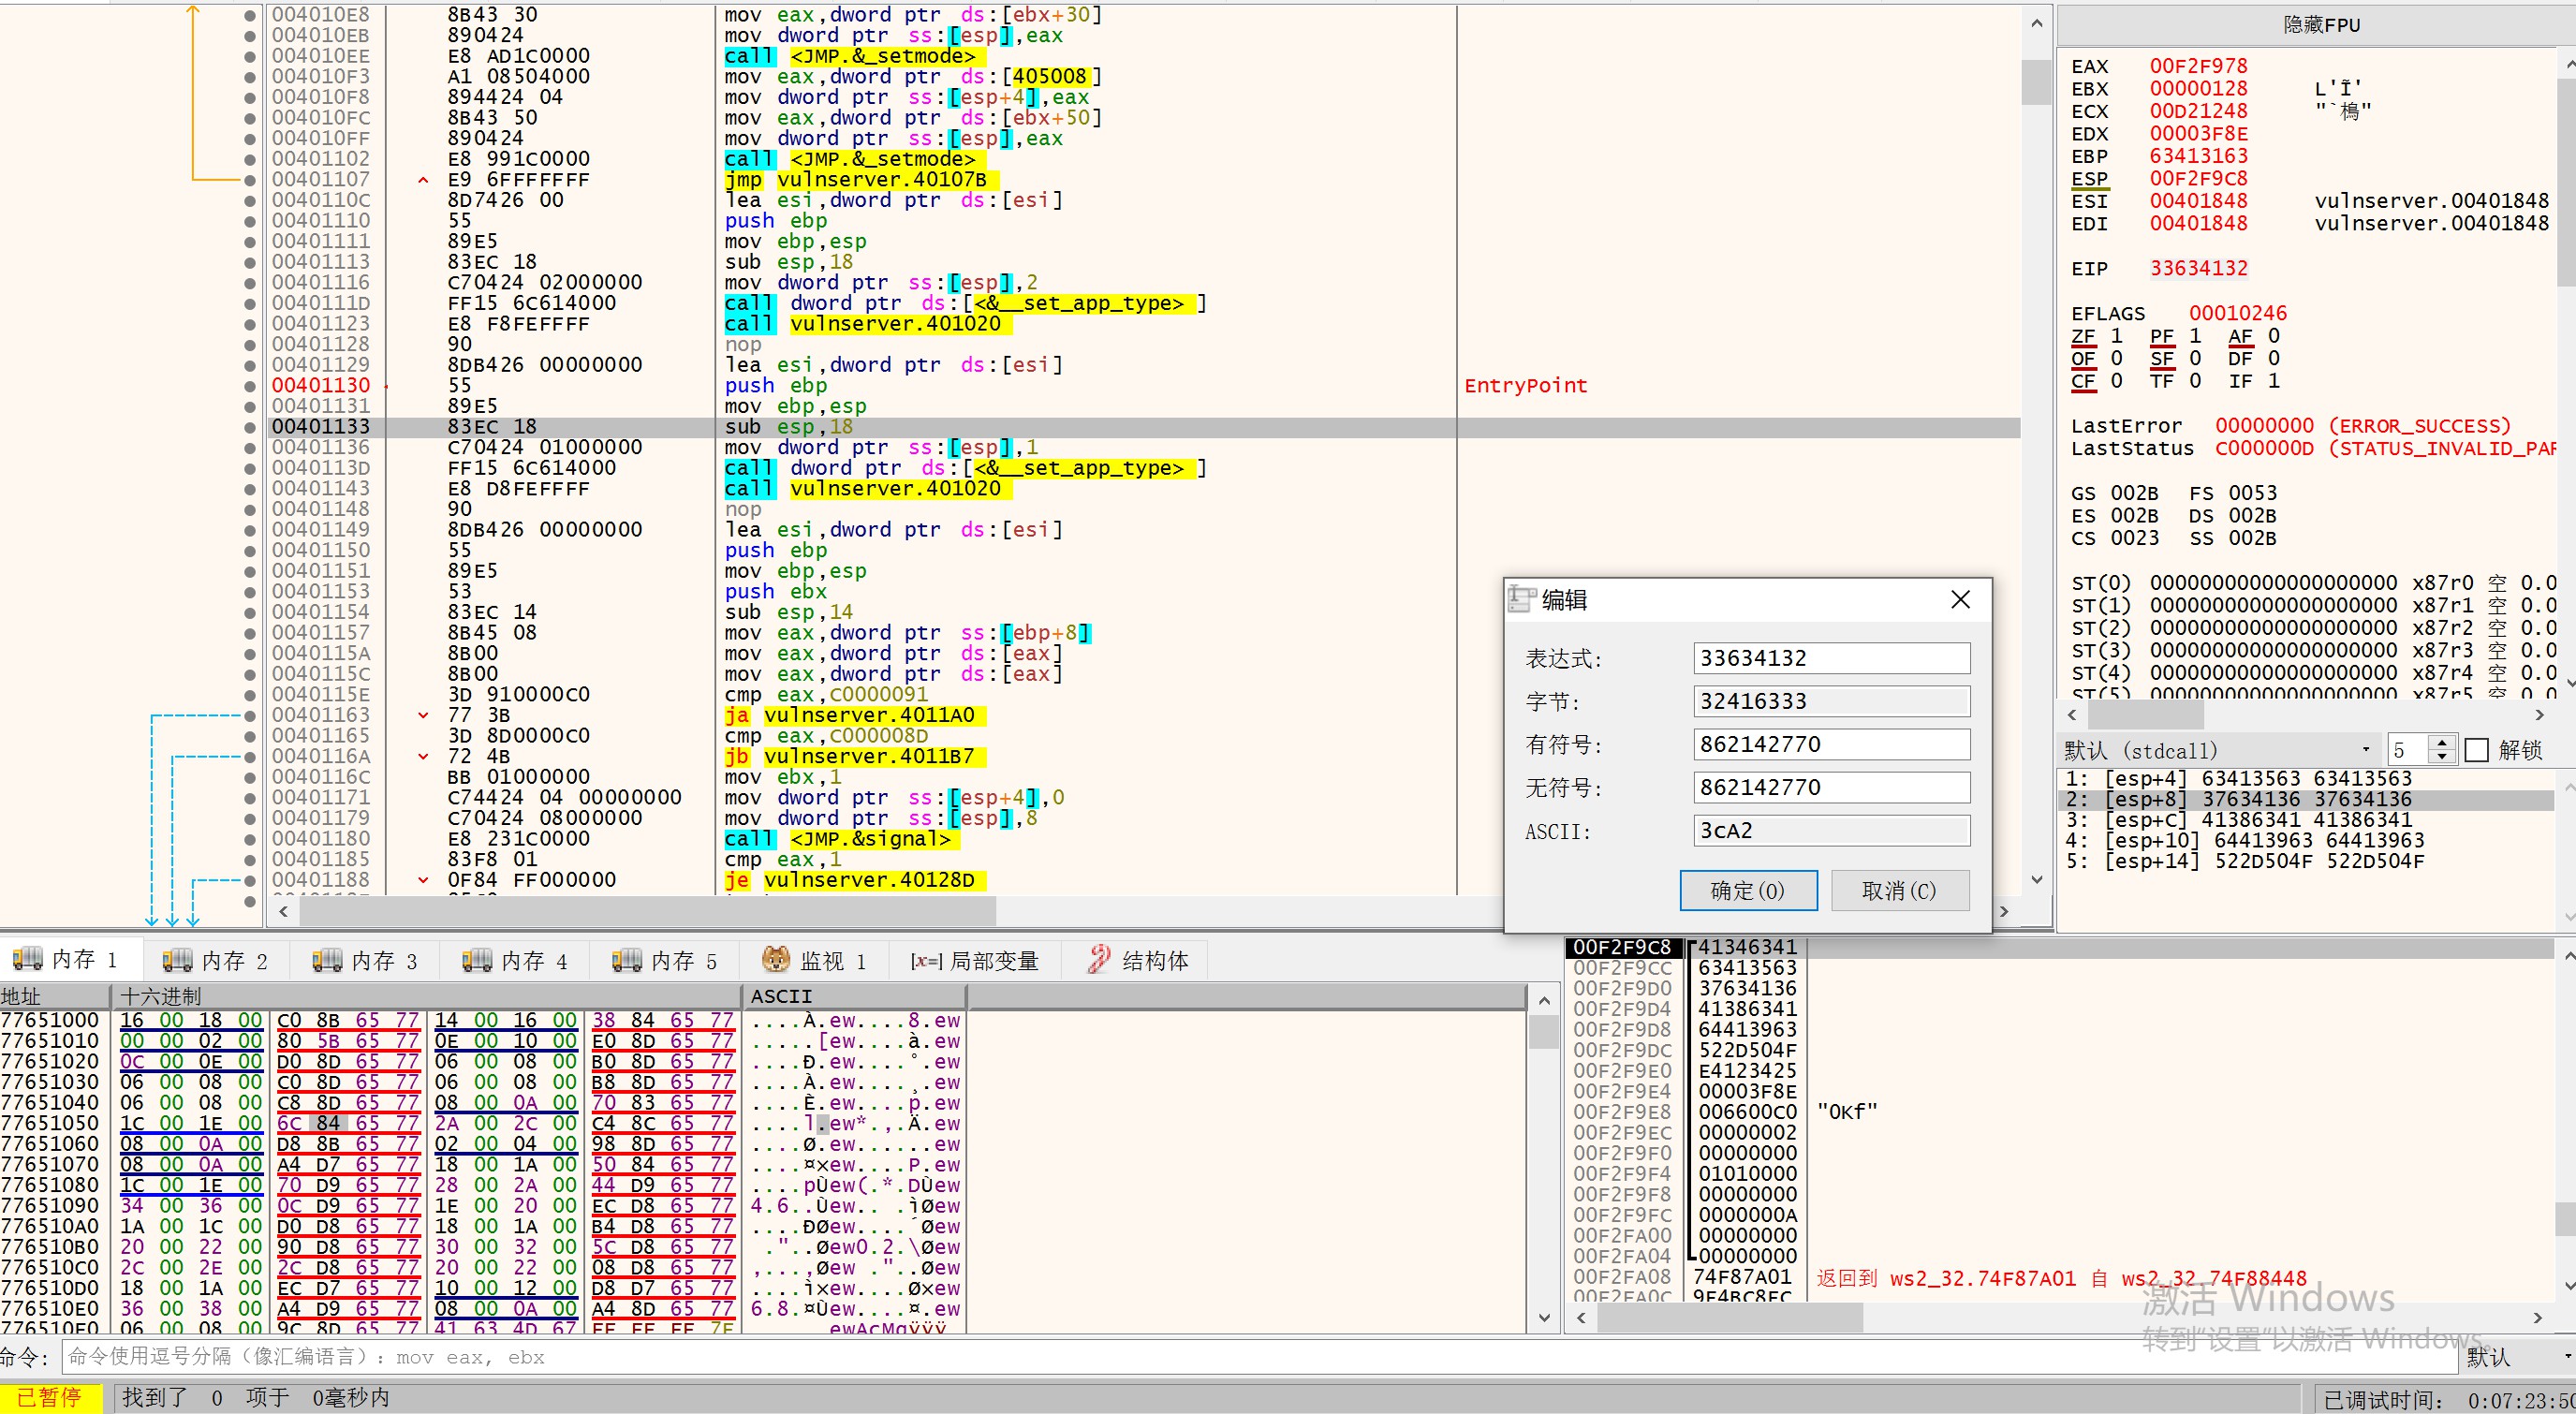 004010E8 8B43 30 mov eax,dword ptr ds:[ebx+30]
004010EB 890424 mov dword ptr ss:[esp],eax
004010EE E8 AD1C0000 call <JMP.&_setmode>
004010F3 A1 08504000 mov eax,dword ptr ds:[405008]
004010F8 894424 04 mov dword ptr ss:[esp+4],eax
004010FC 8B43 50 mov eax,dword ptr ds:[ebx+50]
004010FF 890424 mov dword ptr ss:[esp],eax
00401102 E8 991C0000 call <JMP.&_setmode>
00401107 E9 6FFFFFFF jmp vulnserver.40107B
0040110C 8D7426 00 lea esi,dword ptr ds:[esi]
00401110 55 push ebp
00401111 89E5 mov ebp,esp
00401113 83EC 18 sub esp,18
00401116 C70424 02000000 mov dword ptr ss:[esp],2
0040111D FF15 6C614000 call dword ptr ds:[<&__set_app_type>]
00401123 E8 F8FEFFFF call vulnserver.401020
00401128 90 nop
00401129 8DB426 00000000 lea esi,dword ptr ds:[esi]
00401130 55 push ebp EntryPoint
00401131 89E5 mov ebp,esp
00401133 83EC 18 sub esp,18
00401136 C70424 01000000 mov dword ptr ss:[esp],1
0040113D FF15 6C614000 call dword ptr ds:[<&__set_app_type>]
00401143 E8 D8FEFFFF call vulnserver.401020
00401148 90 nop
00401149 8DB426 00000000 lea esi,dword ptr ds:[esi]
00401150 55 push ebp
00401151 89E5 mov ebp,esp
00401153 53 push ebx
00401154 83EC 14 sub esp,14
00401157 8B45 08 mov eax,dword ptr ss:[ebp+8]
0040115A 8B00 mov eax,dword ptr ds:[eax]
0040115C 8B00 mov eax,dword ptr ds:[eax]
0040115E 3D 910000C0 cmp eax,C0000091
00401163 77 3B ja vulnserver.4011A0
00401165 3D 8D0000C0 cmp eax,C000008D
0040116A 72 4B jb vulnserver.4011B7
0040116C BB 01000000 mov ebx,1
00401171 C74424 04 00000000 mov dword ptr ss:[esp+4],0
00401179 C70424 08000000 mov dword ptr ss:[esp],8
00401180 E8 231C0000 call <JMP.&signal>
00401185 83F8 01 cmp eax,1
00401188 0F84 FF000000 je vulnserver.40128D
隐藏FPU
EAX 00F2F978
EBX 00000128 L'Ĩ'
ECX 00D21248 "`樢"
EDX 00003F8E
EBP 63413163
ESP 00F2F9C8
ESI 00401848 vulnserver.00401848
EDI 00401848 vulnserver.00401848
EIP 33634132
EFLAGS 00010246
ZF 1 PF 1 AF 0
OF 0 SF 0 DF 0
CF 0 TF 0 IF 1
LastError 00000000 (ERROR_SUCCESS)
LastStatus C000000D (STATUS_INVALID_PAR
GS 002B FS 0053
ES 002B DS 002B
CS 0023 SS 002B
ST(0) 00000000000000000000 x87r0 空 0.0
ST(1) 00000000000000000000 x87r1 空 0.0
ST(2) 00000000000000000000 x87r2 空 0.0
ST(3) 00000000000000000000 x87r3 空 0.0
ST(4) 00000000000000000000 x87r4 空 0.0
ST(5) 00000000000000000000 x87r5 空 0.0
默认 (stdcall) 5 解锁
1: [esp+4] 63413563 63413563
2: [esp+8] 37634136 37634136
3: [esp+C] 41386341 41386341
4: [esp+10] 64413963 64413963
5: [esp+14] 522D504F 522D504F
编辑
表达式: 33634132
字节: 32416333
有符号: 862142770
无符号: 862142770
ASCII: 3cA2
确定(O) 取消(C)
内存 1 内存 2 内存 3 内存 4 内存 5 监视 1 [x=] 局部变量 结构体
地址 十六进制 ASCII
77651000 16 00 18 00 C0 8B 65 77 14 00 16 00 38 84 65 77 ....À.ew....8.ew
77651010 00 00 02 00 80 5B 65 77 0E 00 10 00 E0 8D 65 77 .....[ew....à.ew
77651020 0C 00 0E 00 D0 8D 65 77 06 00 08 00 B0 8D 65 77 ....Ð.ew....°.ew
77651030 06 00 08 00 C0 8D 65 77 06 00 08 00 B8 8D 65 77 ....À.ew....¸.ew
77651040 06 00 08 00 C8 8D 65 77 08 00 0A 00 70 83 65 77 ....È.ew....p.ew
77651050 1C 00 1E 00 6C 84 65 77 2A 00 2C 00 C4 8C 65 77 ....l.ew*.,.Ä.ew
77651060 08 00 0A 00 D8 8B 65 77 02 00 04 00 98 8D 65 77 ....Ø.ew......ew
77651070 08 00 0A 00 A4 D7 65 77 18 00 1A 00 50 84 65 77 ....¤×ew....P.ew
77651080 1C 00 1E 00 70 D9 65 77 28 00 2A 00 44 D9 65 77 ....pÙew(.*.DÙew
77651090 34 00 36 00 0C D9 65 77 1E 00 20 00 EC D8 65 77 4.6..Ùew.. .ìØew
776510A0 1A 00 1C 00 D0 D8 65 77 18 00 1A 00 B4 D8 65 77 ....ÐØew....´Øew
776510B0 20 00 22 00 90 D8 65 77 30 00 32 00 5C D8 65 77  ."..Øew0.2.\Øew
776510C0 2C 00 2E 00 2C D8 65 77 20 00 22 00 08 D8 65 77 ,...,Øew ."..Øew
776510D0 18 00 1A 00 EC D7 65 77 10 00 12 00 D8 D7 65 77 ....ì×ew....Ø×ew
776510E0 36 00 38 00 A4 D9 65 77 08 00 0A 00 A4 8D 65 77 6.8.¤Ùew....¤.ew
776510F0 06 00 08 00 9C 8D 65 77 41 63 4D 67
00F2F9C8 41346341
00F2F9CC 63413563
00F2F9D0 37634136
00F2F9D4 41386341
00F2F9D8 64413963
00F2F9DC 522D504F
00F2F9E0 E4123425
00F2F9E4 00003F8E
00F2F9E8 006600C0 "OKf"
00F2F9EC 00000002
00F2F9F0 00000000
00F2F9F4 01010000
00F2F9F8 00000000
00F2F9FC 0000000A
00F2FA00 00000000
00F2FA04 00000000
00F2FA08 74F87A01 返回到 ws2_32.74F87A01 自 ws2_32.74F88448
00F2FA0C
激活 Windows
转到"设置"以激活 Windows。
命令: 命令使用逗号分隔（像汇编语言）：mov eax, ebx 默认
已暂停 找到了 0 项于 0毫秒内 已调试时间： 0:07:23:50